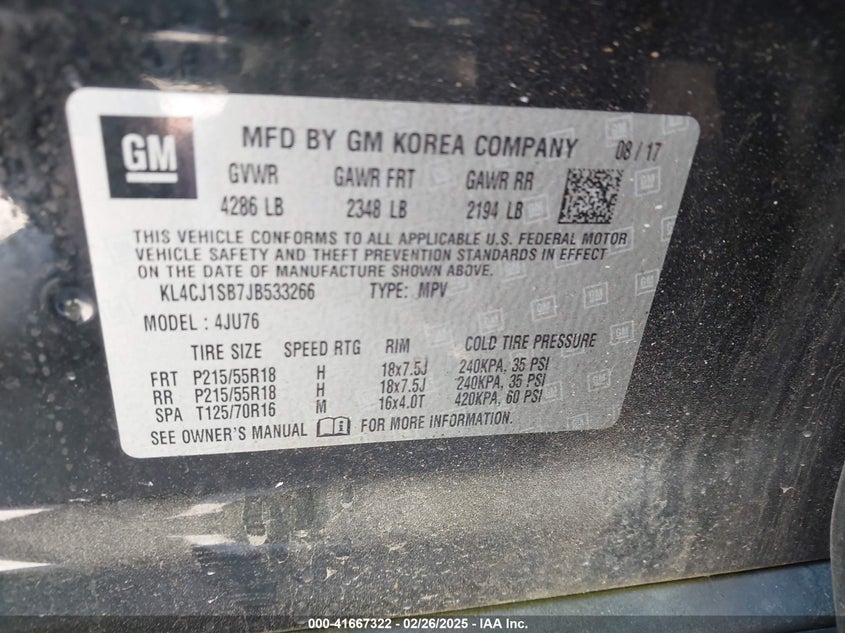 GM
MFD BY GM KOREA COMPANY 08/17
GVWR GAWR FRT GAWR RR
4286 LB 2348 LB 2194 LB
THIS VEHICLE CONFORMS TO ALL APPLICABLE U.S. FEDERAL MOTOR
VEHICLE SAFETY AND THEFT PREVENTION STANDARDS IN EFFECT
ON THE DATE OF MANUFACTURE SHOWN ABOVE.
KL4CJ1SB7JB533266 TYPE: MPV
MODEL : 4JU76
TIRE SIZE SPEED RTG RIM COLD TIRE PRESSURE
FRT P215/55R18 H 18x7.5J 240KPA, 35 PSI
RR P215/55R18 H 18x7.5J 240KPA, 35 PSI
SPA T125/70R16 M 16x4.0T 420KPA, 60 PSI
SEE OWNER'S MANUAL FOR MORE INFORMATION.
000-41667322 - 02/26/2025 - IAA Inc.